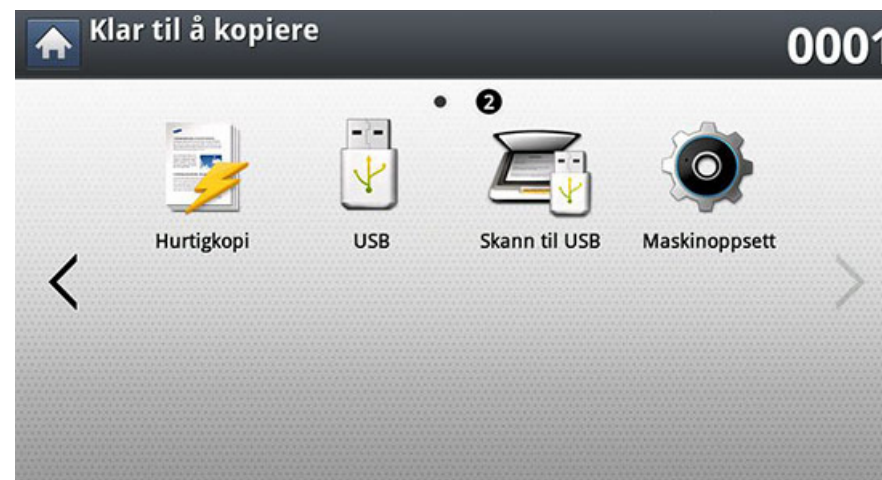 Klar til å kopiere
0001
2
Hurtigkopi
USB
Skann til USB
Maskinoppsett